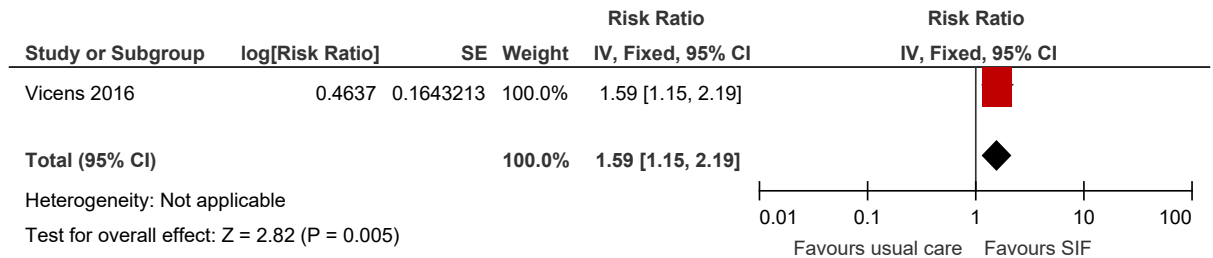 Risk Ratio Risk Ratio
Study or Subgroup log[Risk Ratio] SE Weight IV, Fixed, 95% CI IV, Fixed, 95% CI
Vicens 2016 0.4637 0.1643213 100.0% 1.59 [1.15, 2.19]
Total (95% CI) 100.0% 1.59 [1.15, 2.19]
Heterogeneity: Not applicable
Test for overall effect: Z = 2.82 (P = 0.005)
0.01 0.1 1 10 100
Favours usual care Favours SIF